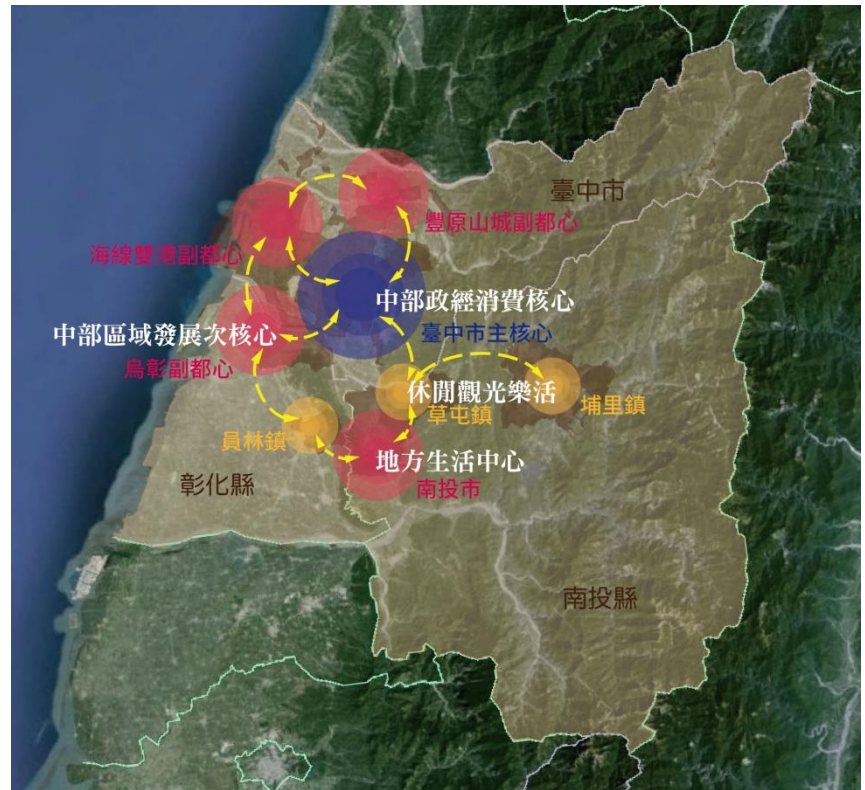 臺中市
豐原山城副都心
海線雙港副都心
中部政經消費核心
臺中市主核心
中部區域發展次核心
烏彰副都心
休閒觀光樂活
草屯鎮
埔里鎮
員林鎮
地方生活中心
南投市
彰化縣
南投縣